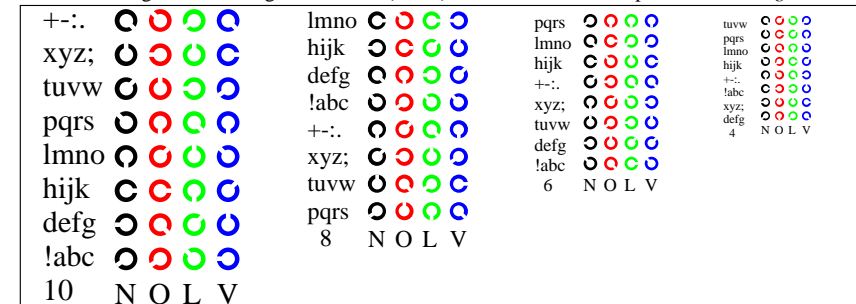 +-:.
xyz;
tuvw
pqrs
lmno
hijk
defg
!abc
10 N O L V
lmno
hijk
defg
!abc
+-:.
xyz;
tuvw
pqrs
8 N O L V
pqrs
lmno
hijk
+-:.
xyz;
tuvw
defg
!abc
6 N O L V
tuvw
pqrs
lmno
hijk
+-:.
!abc
xyz;
defg
4 N O L V